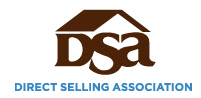 DSa
DIRECT SELLING ASSOCIATION